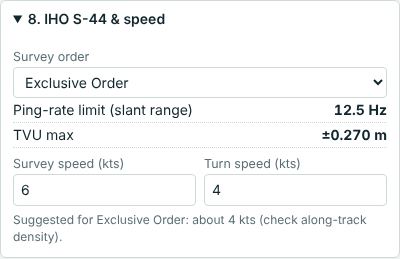 ▼ 8. IHO S-44 & speed
Survey order
Exclusive Order
Ping-rate limit (slant range) 12.5 Hz
TVU max ±0.270 m
Survey speed (kts) Turn speed (kts)
6 4
Suggested for Exclusive Order: about 4 kts (check along-track
density).